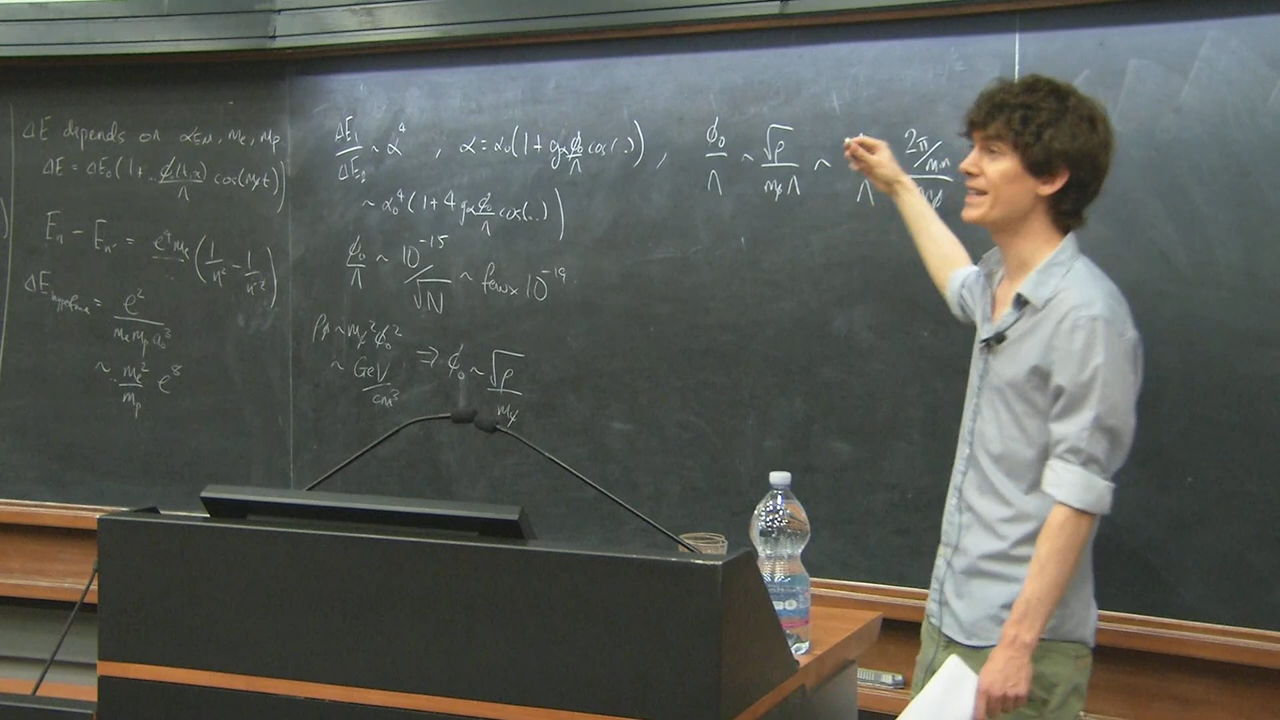 ΔE depends on α_EM, m_e, m_p
ΔE = ΔE_0 (1 + ... φ(t,x)/Λ cos(m_φ t))
E_n − E_n' = e^4 m_e (1/n^2 − 1/n'^2)
ΔE_hyperfine = e^2 / m_e m_p a_0^3
~ m_e^2/m_p e^8
ΔE_1/ΔE_2 ~ α^4 , α = α_0 (1 + g_α φ_0/Λ cos(..)) ,
~ α_0^4 (1 + 4 g_α φ_0/Λ cos(..))
φ_0/Λ ~ 10^−15/√N ~ few x 10^−19
ρ_φ ~ m_φ^2 φ_0^2
~ GeV/cm^3 ⇒ φ_0 ~ √ρ/m_φ
φ_0/Λ ~ √ρ/m_φ Λ ~